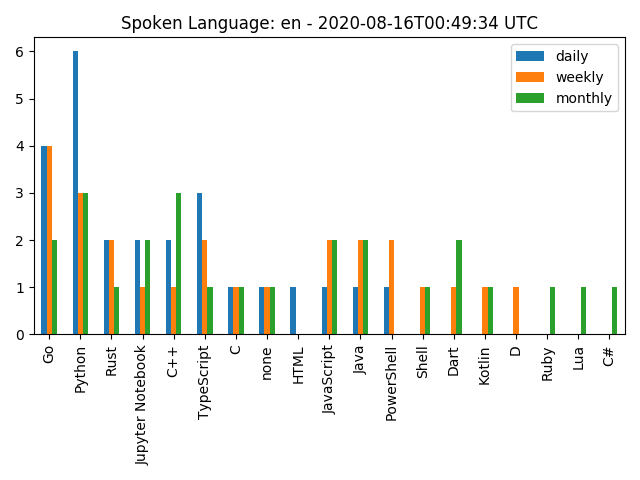 Spoken Language: en - 2020-08-16T00:49:34 UTC
daily
weekly
monthly
6
5
4
3
2
1
0
Go
Python
Rust
Jupyter Notebook
C++
TypeScript
C
none
HTML
JavaScript
Java
PowerShell
Shell
Dart
Kotlin
D
Ruby
Lua
C#